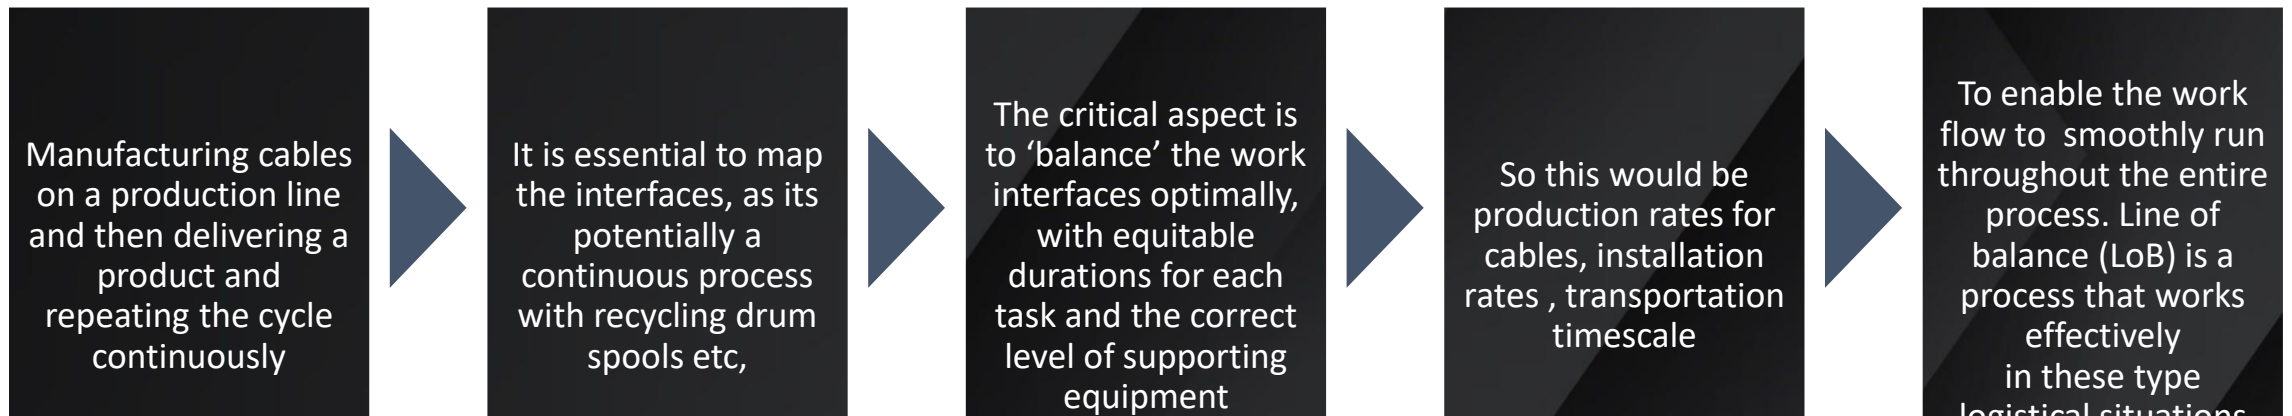 Manufacturing cables
on a production line
and then delivering a
product and
repeating the cycle
continuously
It is essential to map
the interfaces, as its
potentially a
continuous process
with recycling drum
spools etc,
The critical aspect is
to ‘balance’ the work
interfaces optimally,
with equitable
durations for each
task and the correct
level of supporting
equipment
So this would be
production rates for
cables, installation
rates , transportation
timescale
To enable the work
flow to smoothly run
throughout the entire
process. Line of
balance (LoB) is a
process that works
effectively
in these type
logistical situations